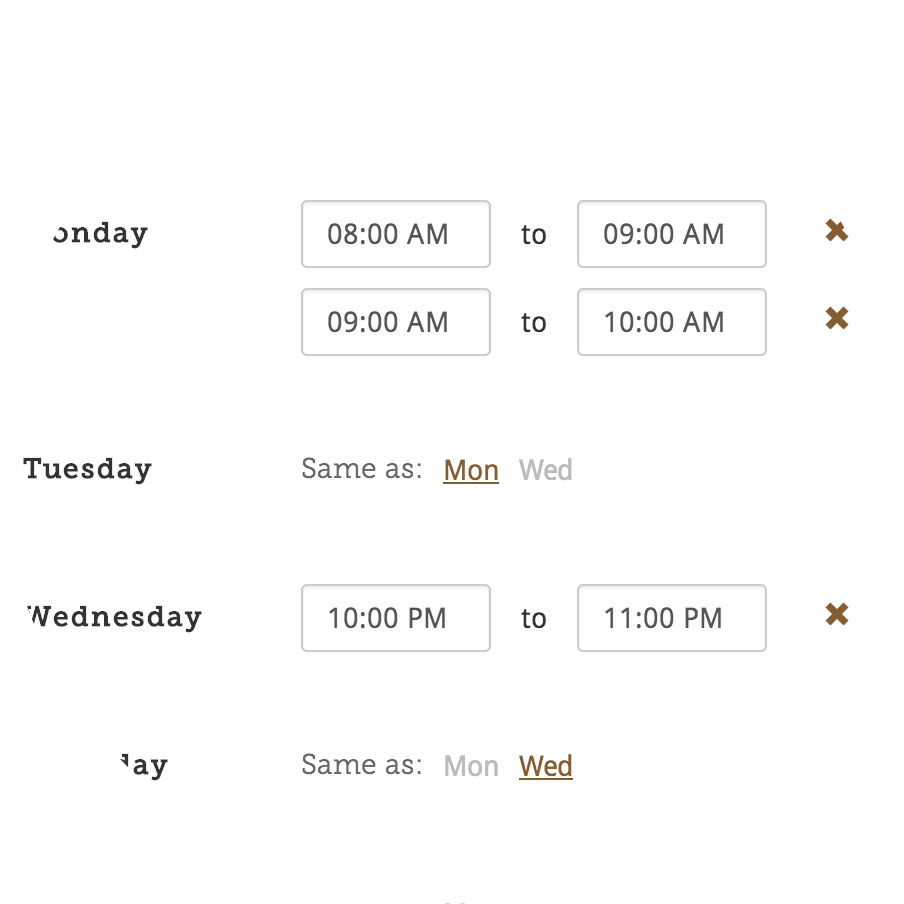 08:00 AM to 09:00 AM
09:00 AM to 10:00 AM
Tuesday Same as: Mon Wed
Wednesday 10:00 PM to 11:00 PM
Same as: Mon Wed